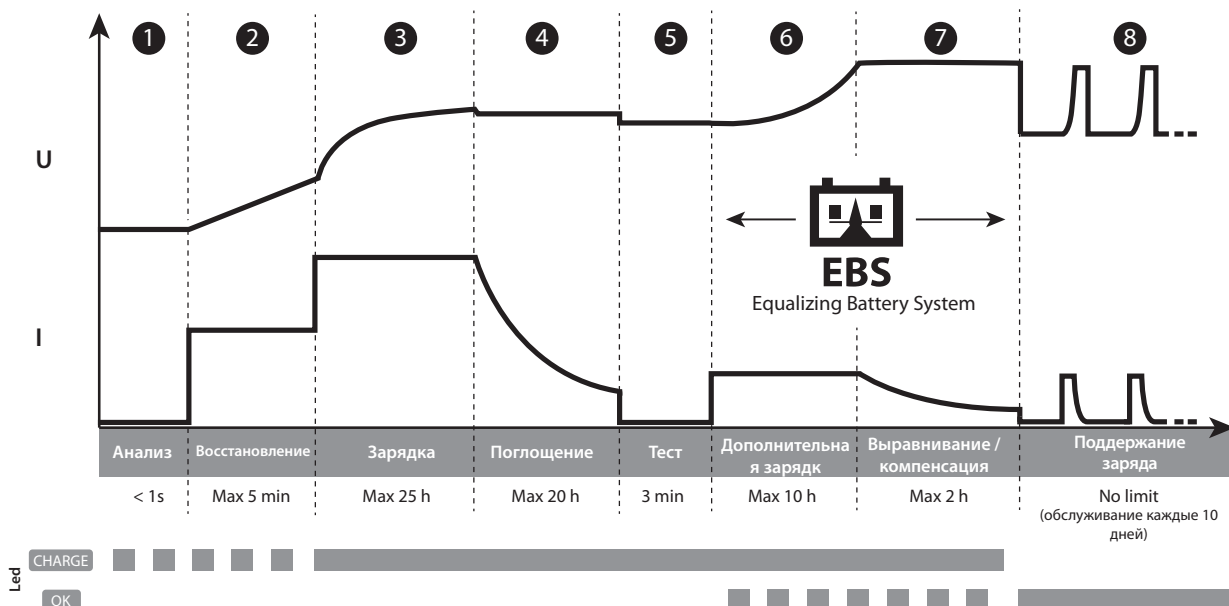 1 2 3 4 5 6 7 8
U
EBS
Equalizing Battery System
I
Анализ Восстановление Зарядка Поглощение Тест Дополнительна Выравнивание / Поддержание
я зарядк компенсация заряда
< 1s Max 5 min Max 25 h Max 20 h 3 min Max 10 h Max 2 h No limit
(обслуживание каждые 10
дней)
Led
CHARGE
OK